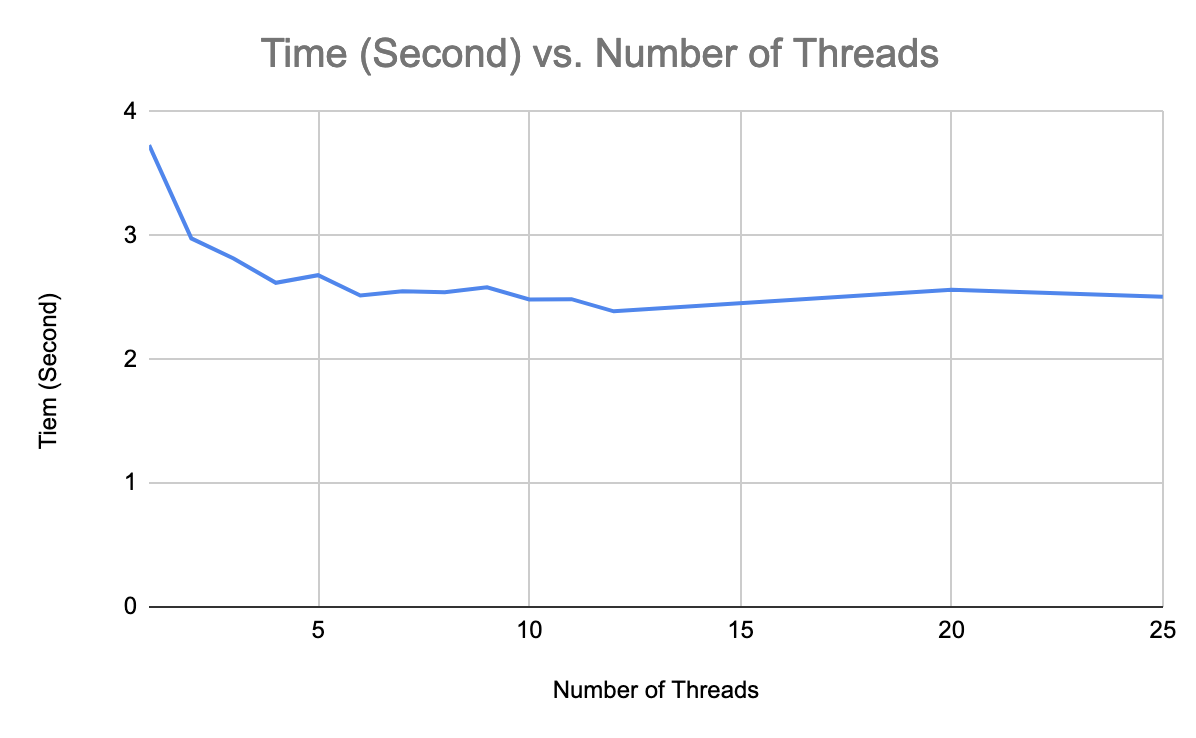 Time (Second) vs. Number of Threads
4
3
2
1
0
Tiem (Second)
5 10 15 20 25
Number of Threads